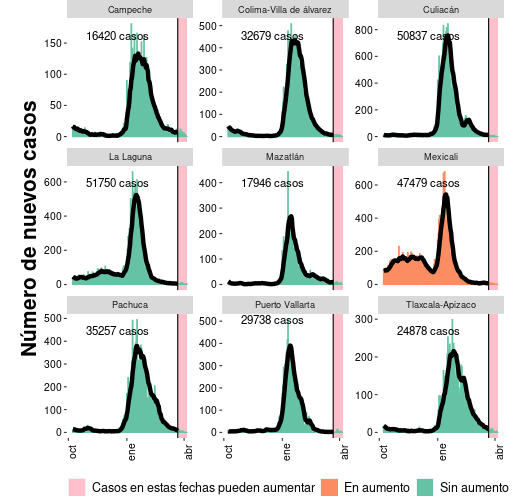 Número de nuevos casos
Campeche
Colima-Villa de álvarez
Culiacán
16420 casos
32679 casos
50837 casos
150
100
50
0
500
400
300
200
100
0
800
600
400
200
0
La Laguna
Mazatlán
Mexicali
51750 casos
17946 casos
47479 casos
600
400
200
0
400
300
200
100
0
600
400
200
0
Pachuca
Puerto Vallarta
Tlaxcala-Apizaco
35257 casos
29738 casos
24878 casos
500
400
300
200
100
0
500
400
300
200
100
0
300
200
100
0
oct
ene
abr
oct
ene
abr
oct
ene
abr
Casos en estas fechas pueden aumentar
En aumento
Sin aumento